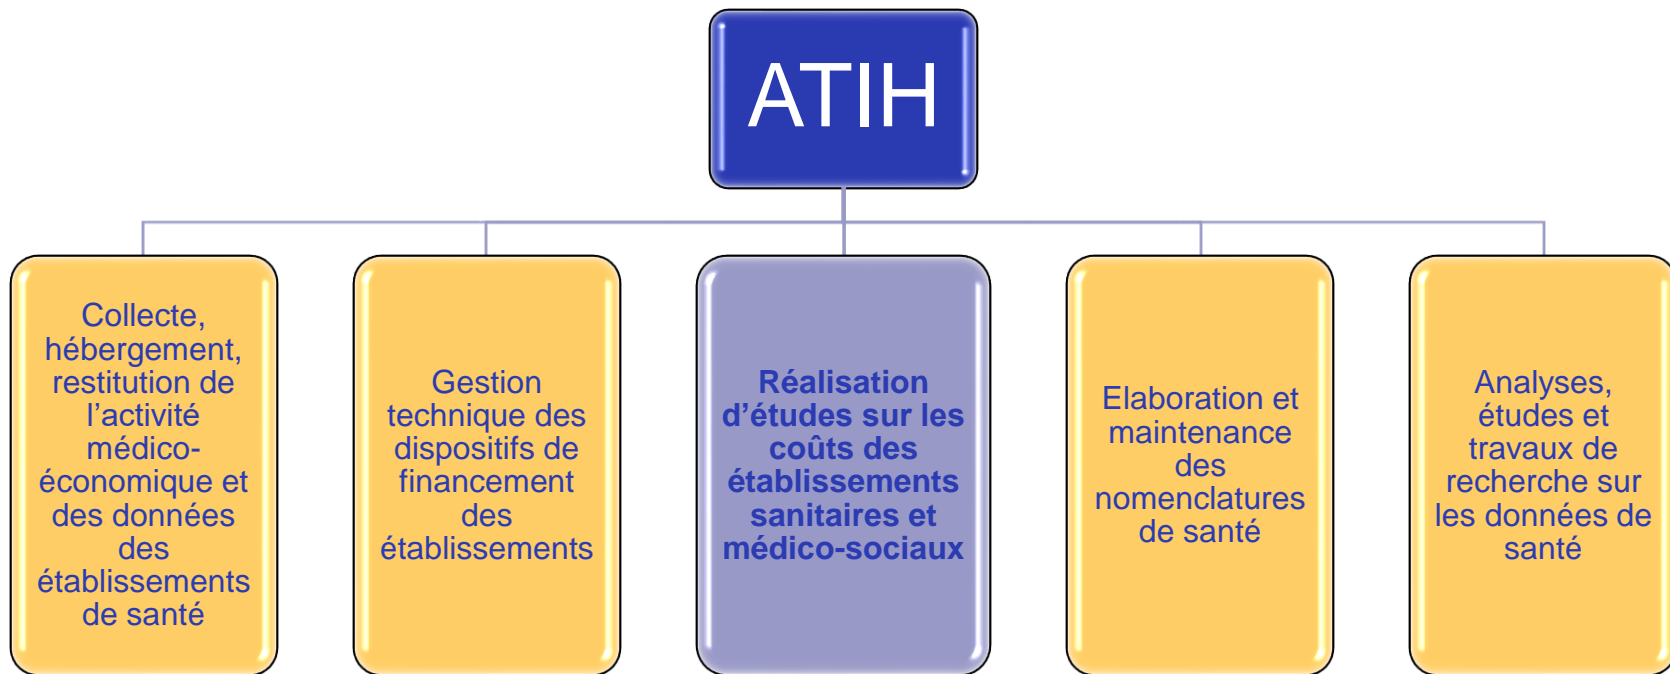 ATIH
Collecte,
hébergement,
restitution de
l’activité
médico-
économique et
des données
des
établissements
de santé
Gestion
technique des
dispositifs de
financement
des
établissements
Réalisation
d’études sur les
coûts des
établissements
sanitaires et
médico-sociaux
Elaboration et
maintenance
des
nomenclatures
de santé
Analyses,
études et
travaux de
recherche sur
les données de
santé